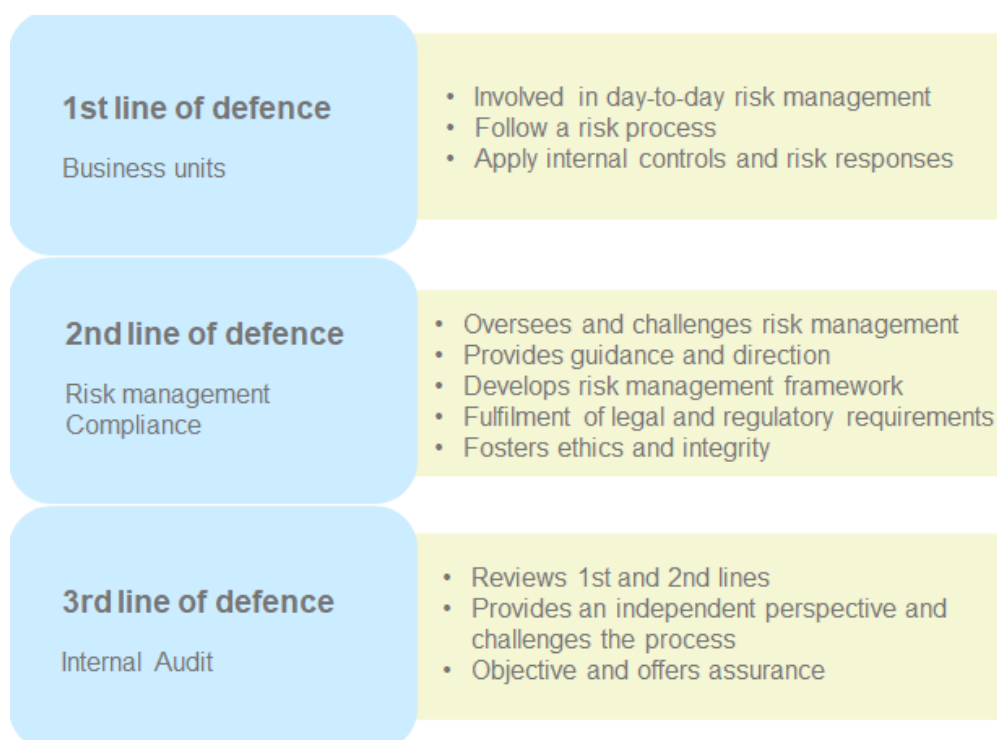 1st line of defence
Business units
• Involved in day-to-day risk management
• Follow a risk process
• Apply internal controls and risk responses
2nd line of defence
Risk management
Compliance
• Oversees and challenges risk management
• Provides guidance and direction
• Develops risk management framework
• Fulfilment of legal and regulatory requirements
• Fosters ethics and integrity
3rd line of defence
Internal Audit
• Reviews 1st and 2nd lines
• Provides an independent perspective and
challenges the process
• Objective and offers assurance